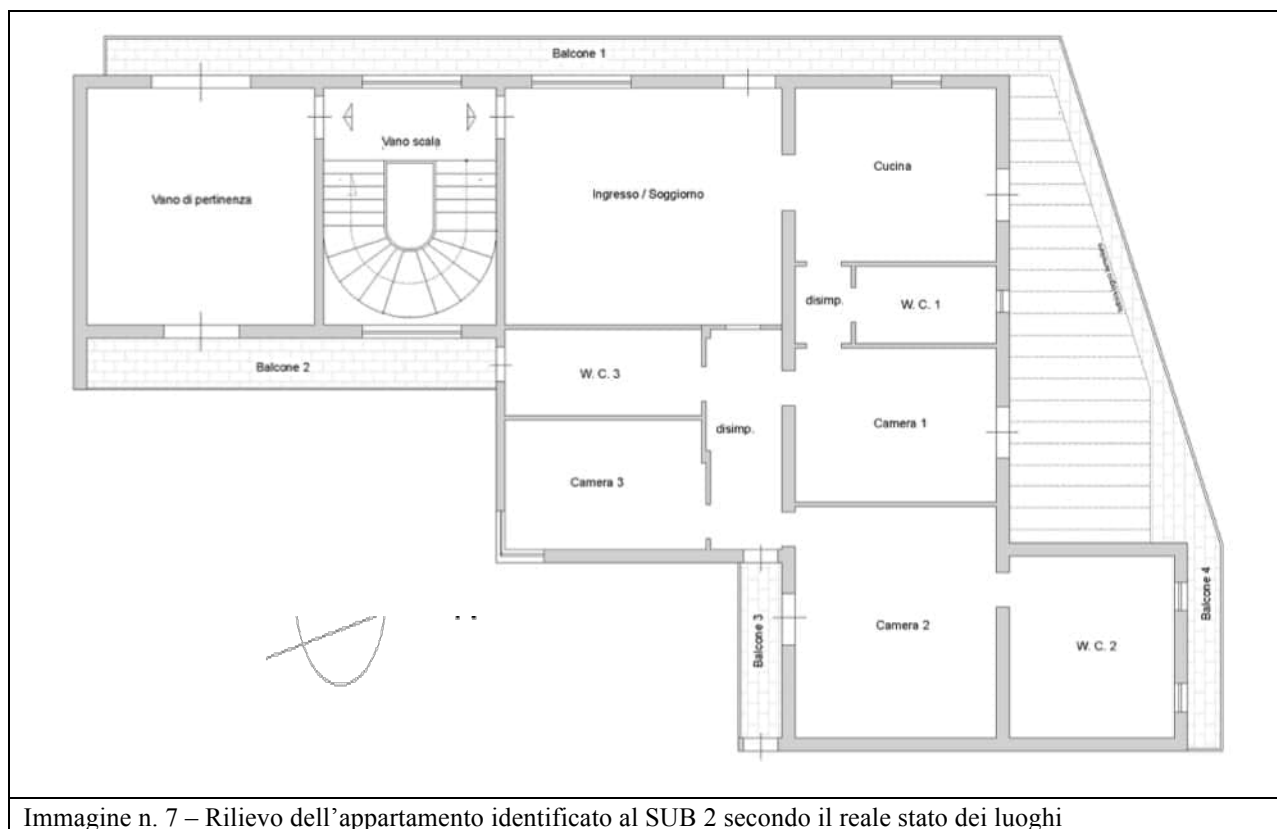 Balcone 1
Vano scala
Cucina
Vano di pertinenza
Ingresso / Soggiorno
disimp.
W. C. 1
Balcone 2
W. C. 3
Camera 1
disimp.
Camera 3
Balcone 3
Camera 2
W. C. 2
Balcone 4
Immagine n. 7 – Rilievo dell’appartamento identificato al SUB 2 secondo il reale stato dei luoghi